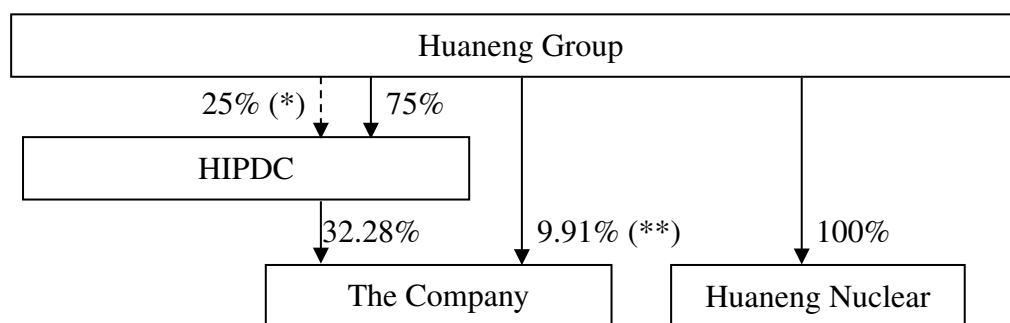 Huaneng Group
25% (*) 75%
HIPDC
32.28% 9.91% (**) 100%
The Company Huaneng Nuclear